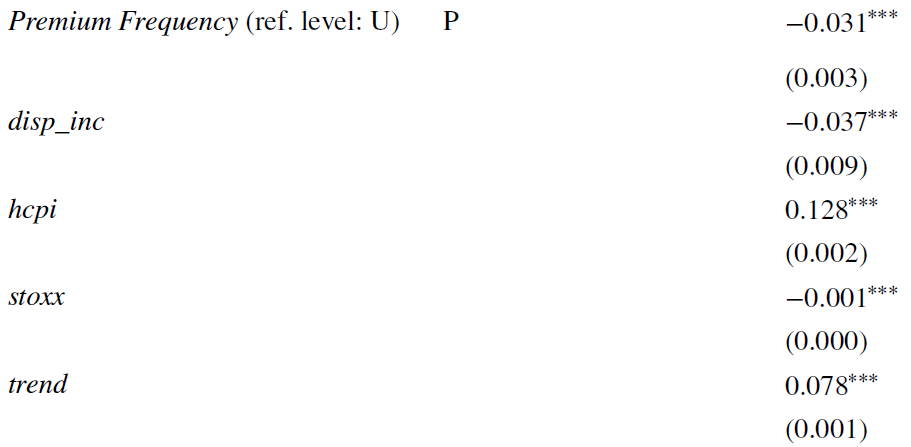 Premium Frequency (ref. level: U) P −0.031***
(0.003)
disp_inc −0.037***
(0.009)
hcpi 0.128***
(0.002)
stoxx −0.001***
(0.000)
trend 0.078***
(0.001)